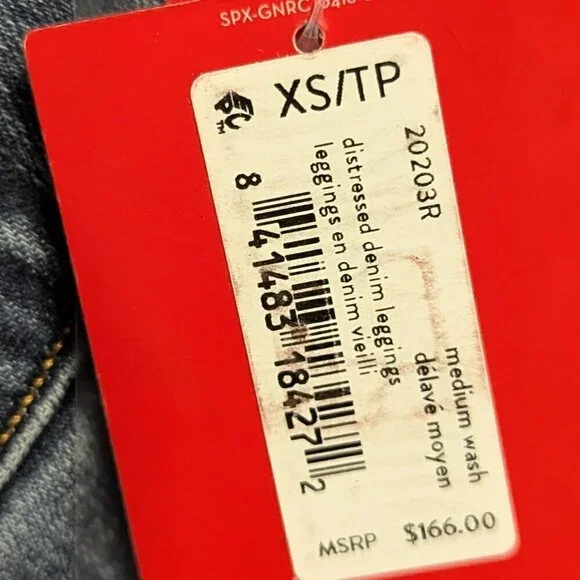 SPX-GNRC
XS/TP
20203R
distressed denim leggings
leggings en denim vieilli
medium wash
délavé moyen
8 41483 18427 2
MSRP $166.00